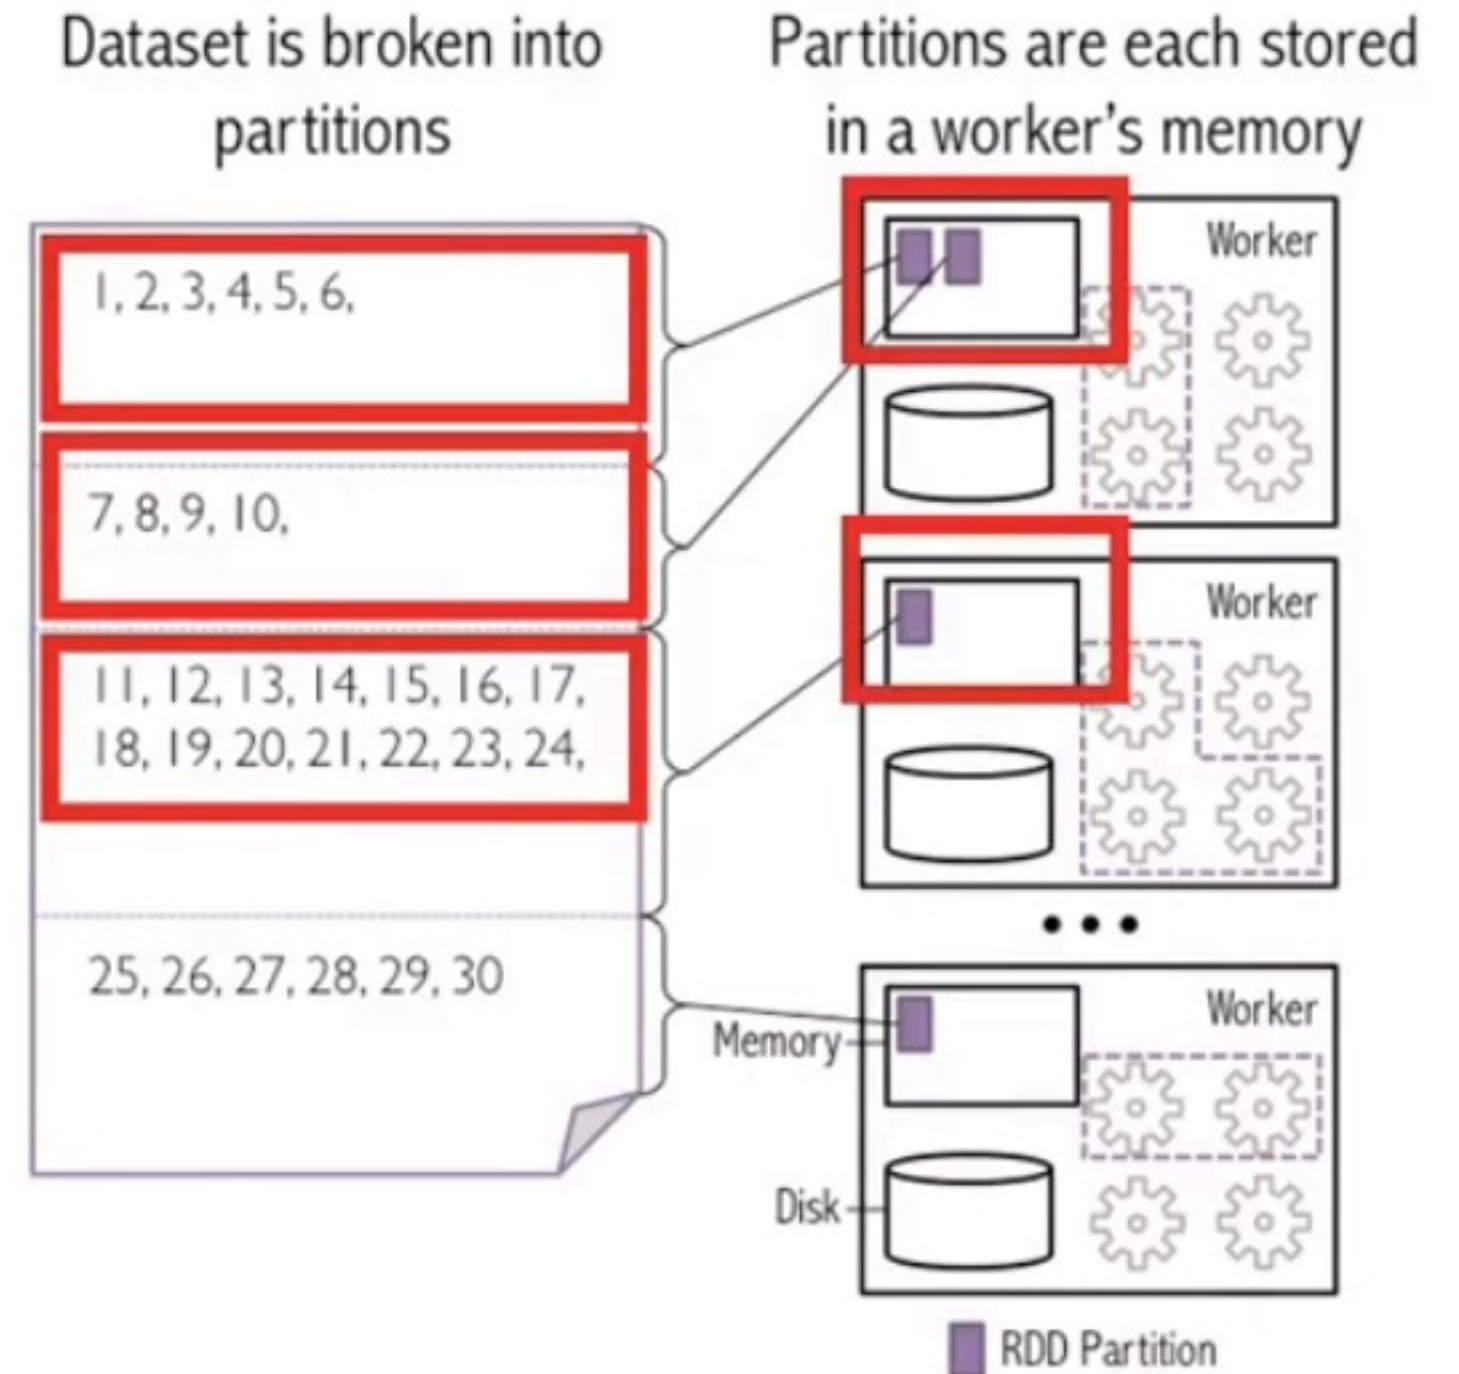 Dataset is broken into
partitions
Partitions are each stored
in a worker's memory
1, 2, 3, 4, 5, 6,
7, 8, 9, 10,
11, 12, 13, 14, 15, 16, 17,
18, 19, 20, 21, 22, 23, 24,
25, 26, 27, 28, 29, 30
Worker
Worker
Worker
Memory
Disk
RDD Partition